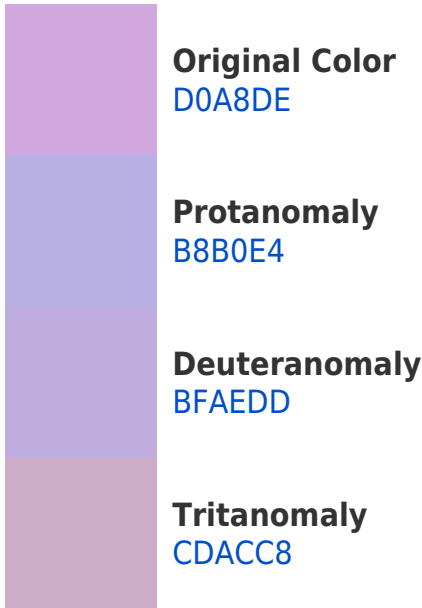 Original Color
D0A8DE
Protanomaly
B8B0E4
Deuteranomaly
BFAEDD
Tritanomaly
CDACC8